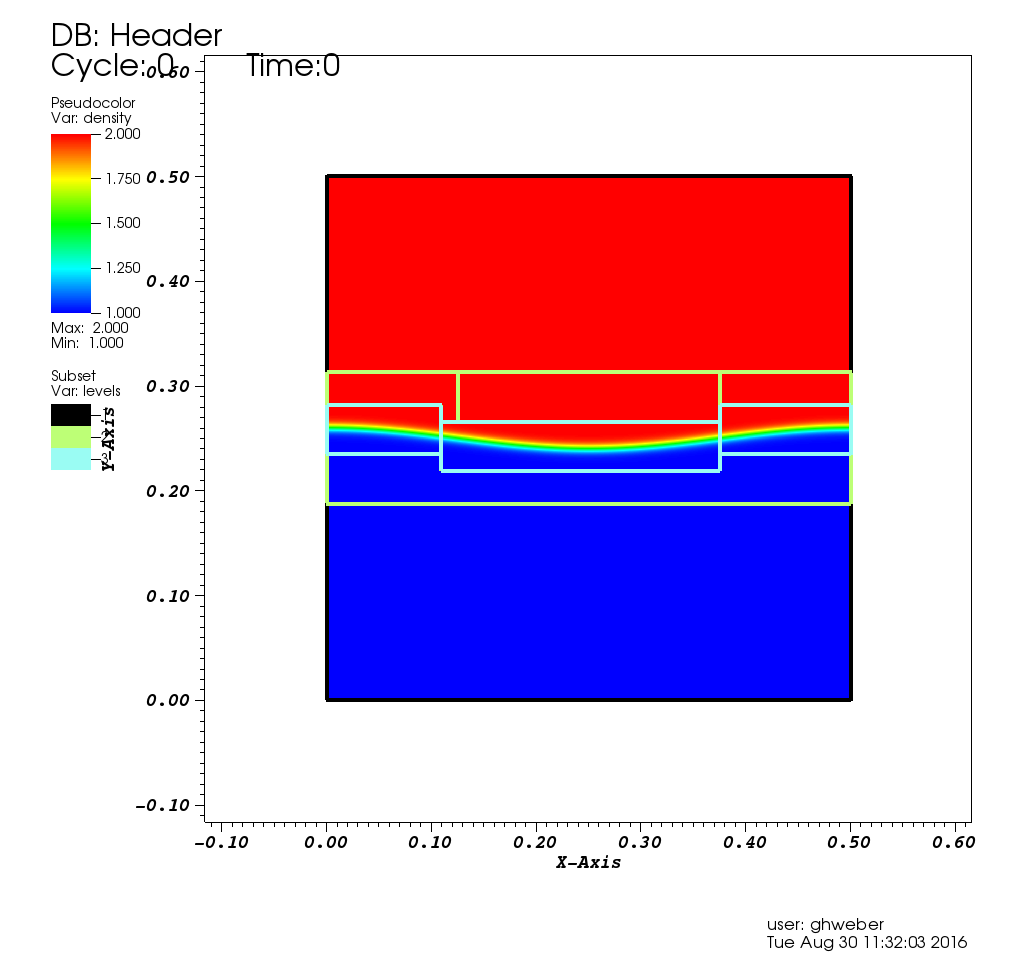 DB: Header
Cycle: 0 Time:0
Pseudocolor
Var: density
2.000
1.750
1.500
1.250
1.000
Max: 2.000
Min: 1.000
Subset
Var: levels
1
2
3
Y-Axis
0.60
0.50
0.40
0.30
0.20
0.10
0.00
-0.10
-0.10 0.00 0.10 0.20 0.30 0.40 0.50 0.60
X-Axis
user: ghweber
Tue Aug 30 11:32:03 2016